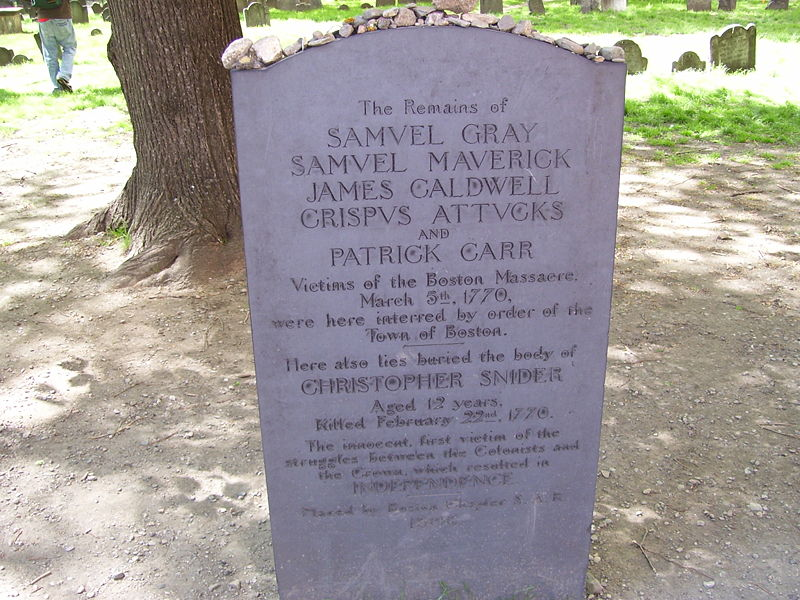 The Remains of
SAMVEL GRAY
SAMVEL MAVERICK
JAMES CALDWELL
CRISPVS ATTVCKS
AND
PATRICK CARR
Victims of the Boston Massacre,
March 5th, 1770,
were here interred by order of the
Town of Boston.
Here also lies buried the body of
CHRISTOPHER SNIDER
Aged 12 years,
Killed February 22nd, 1770.
The innocent, first victim of the
struggles between the Colonists and
the Crown, which resulted in
INDEPENDENCE
Placed by Boston Chapter S.A.R.
1906.